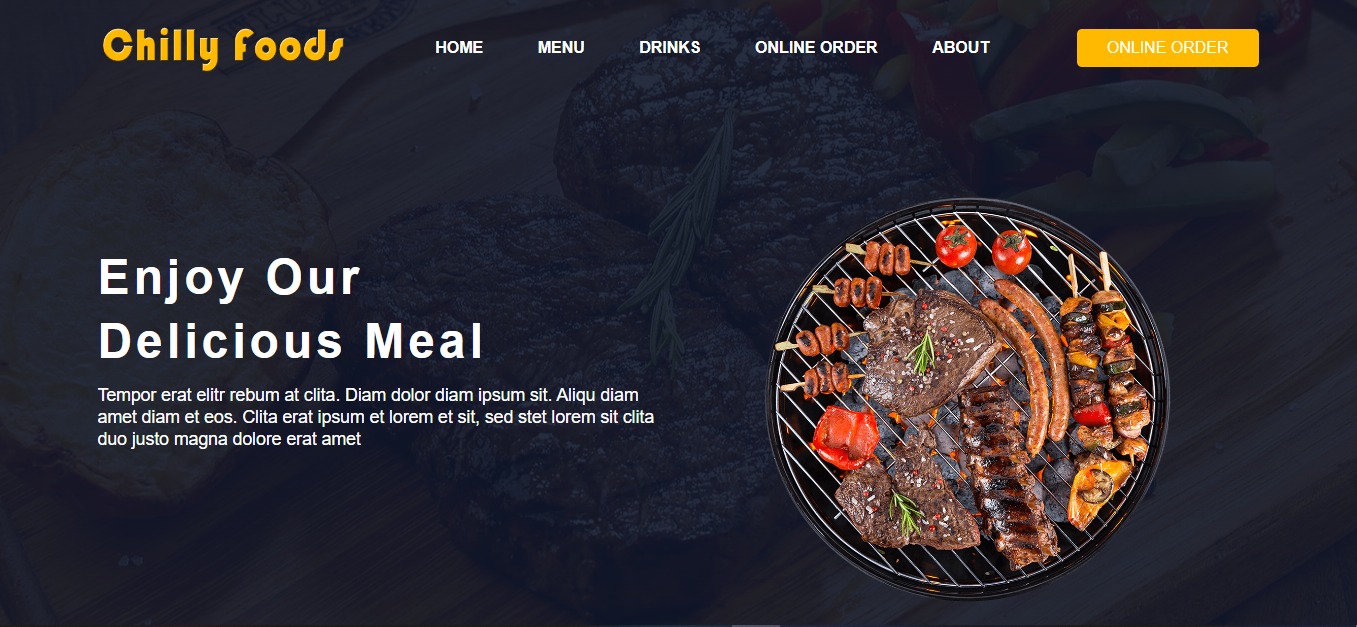 Chilly Foods
HOME MENU DRINKS ONLINE ORDER ABOUT ONLINE ORDER
Enjoy Our
Delicious Meal
Tempor erat elitr rebum at clita. Diam dolor diam ipsum sit. Aliqu diam
amet diam et eos. Clita erat ipsum et lorem et sit, sed stet lorem sit clita
duo justo magna dolore erat amet